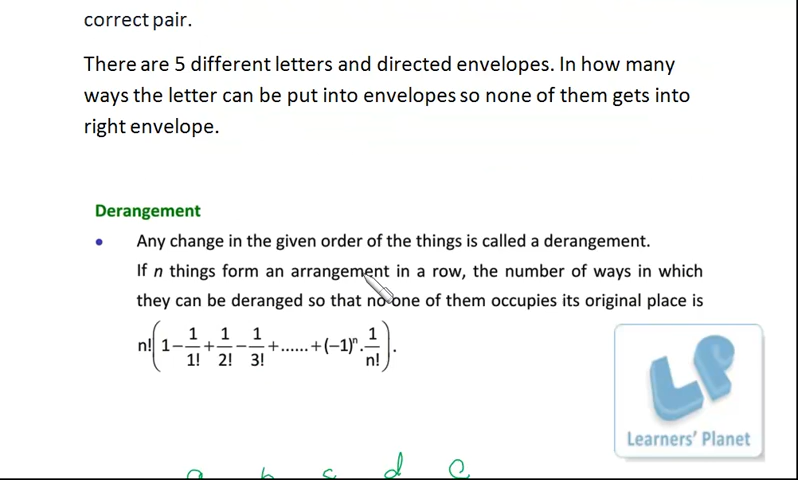 correct pair.
There are 5 different letters and directed envelopes. In how many
ways the letter can be put into envelopes so none of them gets into
right envelope.
Derangement
• Any change in the given order of the things is called a derangement.
If n things form an arrangement in a row, the number of ways in which
they can be deranged so that no one of them occupies its original place is
n!(1 − 1/1! + 1/2! − 1/3! + ...... + (−1)ⁿ . 1/n!).
LP
Learners' Planet
a b c d e